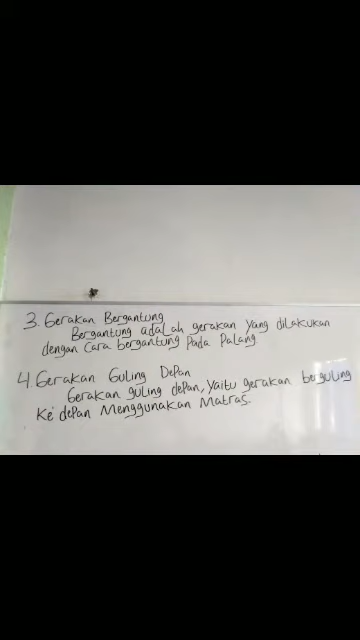 3. Gerakan Bergantung
Bergantung adalah gerakan yang dilakukan
dengan cara bergantung pada palang
4. Gerakan Guling Depan
Gerakan guling depan, yaitu gerakan berguling
ke depan Menggunakan Matras.